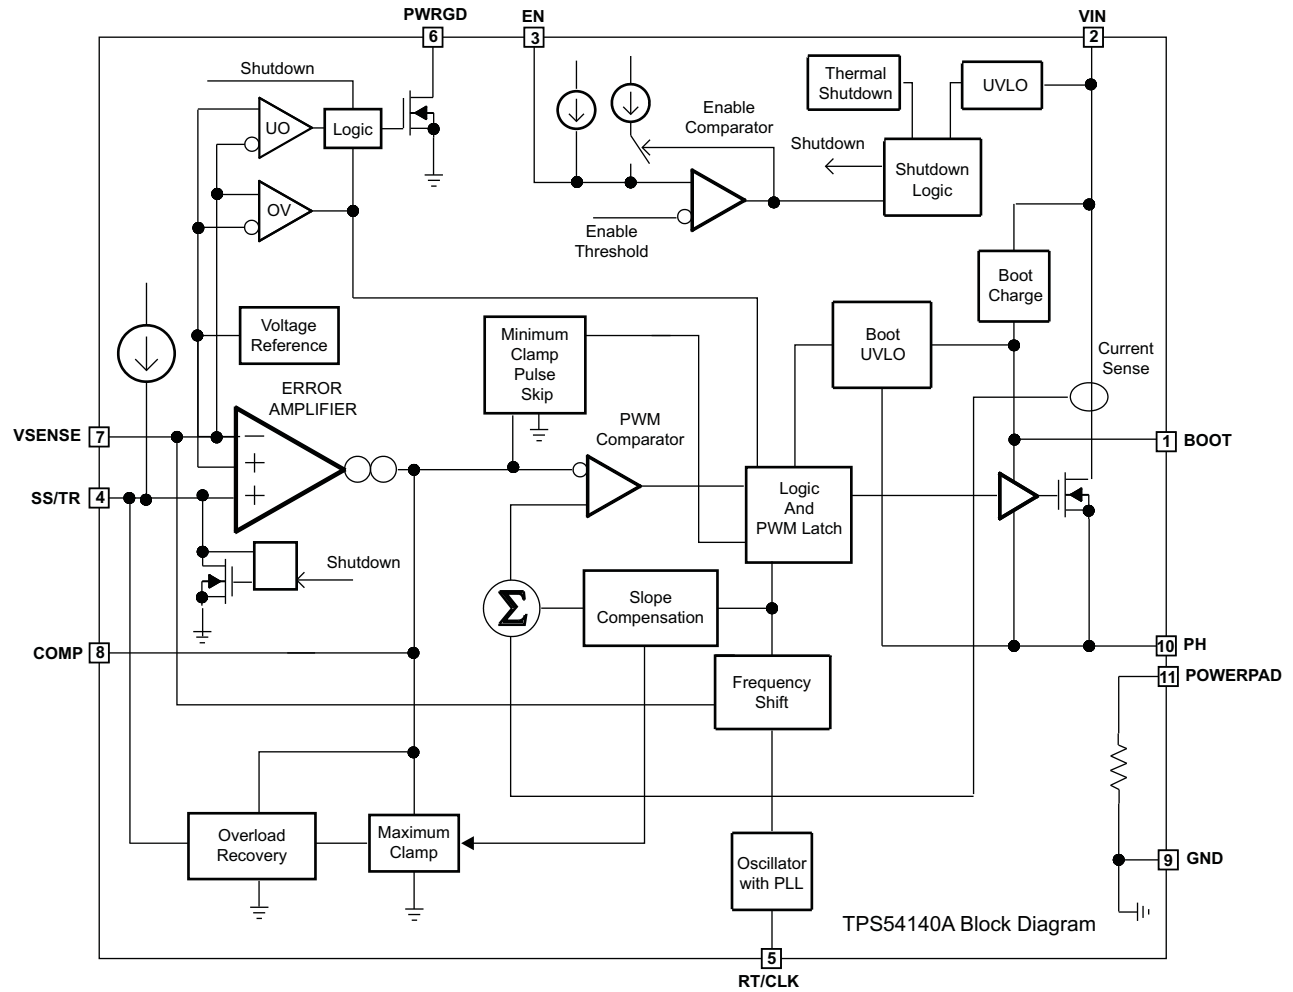 PWRGD
EN
VIN
6
3
2
Shutdown
UO
Logic
OV
Enable
Comparator
Enable
Threshold
Thermal
Shutdown
UVLO
Shutdown
Shutdown
Logic
Boot
Charge
Voltage
Reference
ERROR
AMPLIFIER
Minimum
Clamp
Pulse
Skip
Boot
UVLO
Current
Sense
PWM
Comparator
VSENSE 7
−
+
+
SS/TR 4
1 BOOT
Logic
And
PWM Latch
Shutdown
Σ
Slope
Compensation
COMP 8
10 PH
11 POWERPAD
Frequency
Shift
Overload
Recovery
Maximum
Clamp
Oscillator
with PLL
9 GND
TPS54140A Block Diagram
5
RT/CLK